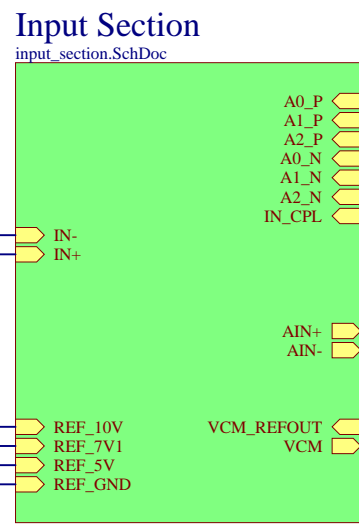 Input Section
input_section.SchDoc
A0_P
A1_P
A2_P
A0_N
A1_N
A2_N
IN_CPL
IN-
IN+
AIN+
AIN-
REF_10V VCM_REFOUT
REF_7V1 VCM
REF_5V
REF_GND